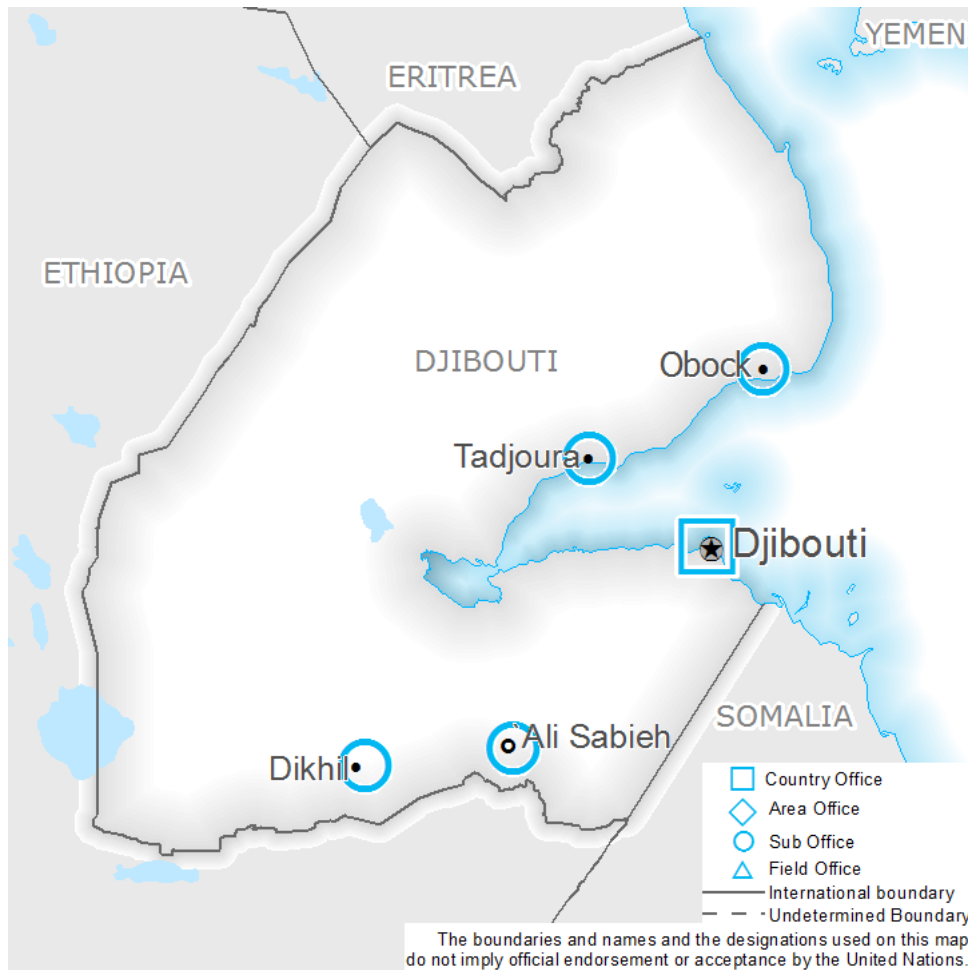 YEMEN
ERITREA
ETHIOPIA
DJIBOUTI
Obock
Tadjoura
Djibouti
SOMALIA
`Ali Sabieh
Dikhil
Country Office
Area Office
Sub Office
Field Office
International boundary
Undetermined Boundary
The boundaries and names and the designations used on this map
do not imply official endorsement or acceptance by the United Nations.